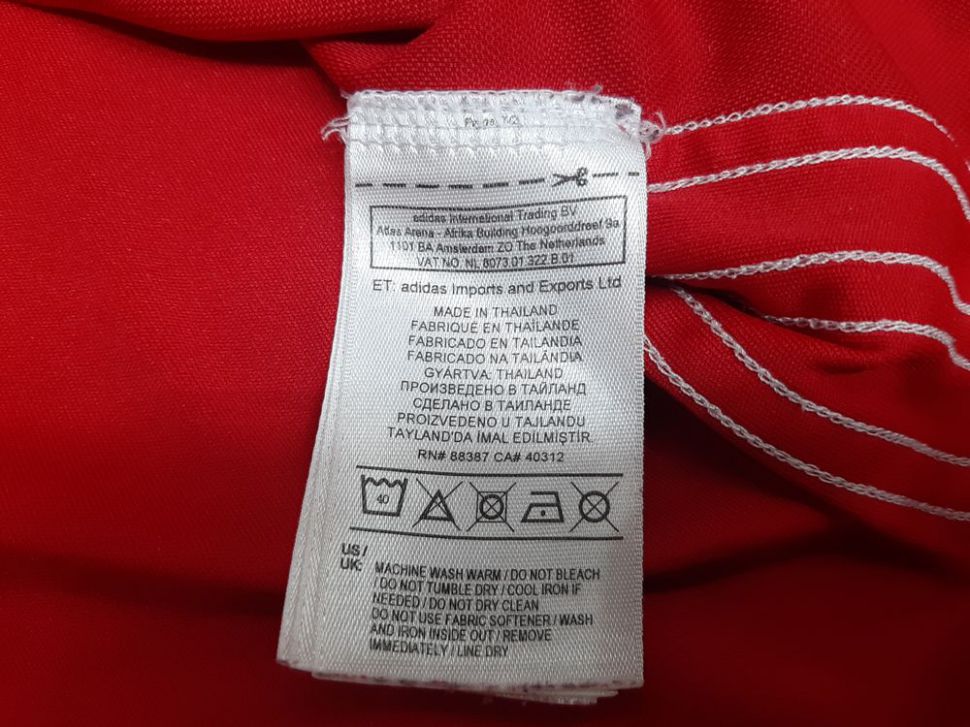 adidas International Trading BV
Atlas Arena - Afrika Building Hoogoorddreef 9a
1101 BA Amsterdam ZO The Netherlands
VAT NO. NL 8073.01.322.B.01
ET: adidas Imports and Exports Ltd
MADE IN THAILAND
FABRIQUÉ EN THAÏLANDE
FABRICADO EN TAILANDIA
FABRICADO NA TAILÂNDIA
GYÁRTVA: THAILAND
ПРОИЗВЕДЕНО В ТАЙЛАНД
СДЕЛАНО В ТАИЛАНДЕ
PROIZVEDENO U TAJLANDU
TAYLAND'DA İMAL EDİLMİŞTİR.
RN# 88387 CA# 40312
40
US /
UK: MACHINE WASH WARM / DO NOT BLEACH
/ DO NOT TUMBLE DRY / COOL IRON IF
NEEDED / DO NOT DRY CLEAN
DO NOT USE FABRIC SOFTENER / WASH
AND IRON INSIDE OUT / REMOVE
IMMEDIATELY / LINE DRY